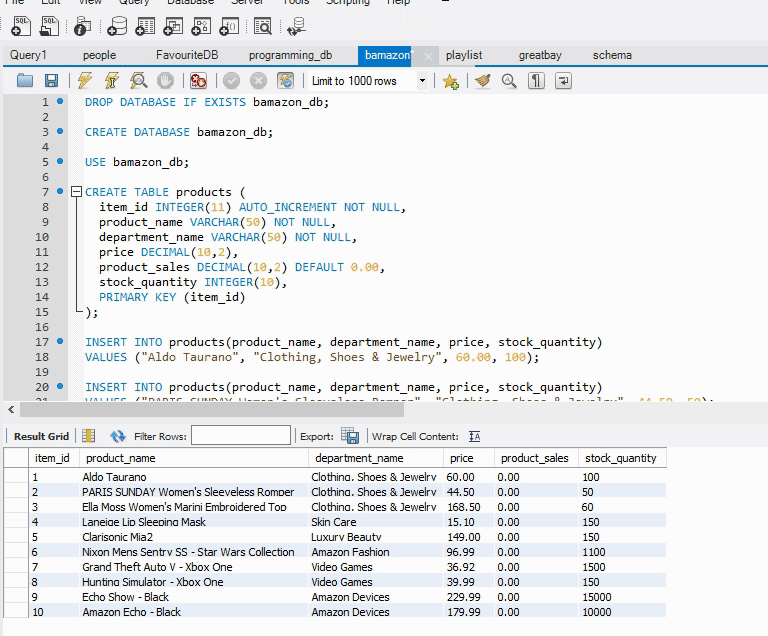 File Edit View Query Database Server Tools Scripting Help
Query1 people FavouriteDB programming_db bamazon* playlist greatbay schema
Limit to 1000 rows
1 DROP DATABASE IF EXISTS bamazon_db;
2
3 CREATE DATABASE bamazon_db;
4
5 USE bamazon_db;
6
7 CREATE TABLE products (
8 item_id INTEGER(11) AUTO_INCREMENT NOT NULL,
9 product_name VARCHAR(50) NOT NULL,
10 department_name VARCHAR(50) NOT NULL,
11 price DECIMAL(10,2),
12 product_sales DECIMAL(10,2) DEFAULT 0.00,
13 stock_quantity INTEGER(10),
14 PRIMARY KEY (item_id)
15 );
16
17 INSERT INTO products(product_name, department_name, price, stock_quantity)
18 VALUES ("Aldo Taurano", "Clothing, Shoes & Jewelry", 60.00, 100);
19
20 INSERT INTO products(product_name, department_name, price, stock_quantity)
21 VALUES ("PARIS SUNDAY Women's Sleeveless Romper", "Clothing, Shoes & Jewelry", 44.50, 50);
Result Grid Filter Rows: Export: Wrap Cell Content:
item_id product_name department_name price product_sales stock_quantity
1 Aldo Taurano Clothing, Shoes & Jewelry 60.00 0.00 100
2 PARIS SUNDAY Women's Sleeveless Romper Clothing, Shoes & Jewelry 44.50 0.00 50
3 Ella Moss Women's Marini Embroidered Top Clothing, Shoes & Jewelry 168.50 0.00 60
4 Laneige Lip Sleeping Mask Skin Care 15.10 0.00 150
5 Clarisonic Mia2 Luxury Beauty 149.00 0.00 150
6 Nixon Mens Sentry SS - Star Wars Collection Amazon Fashion 96.99 0.00 1100
7 Grand Theft Auto V - Xbox One Video Games 36.92 0.00 1500
8 Hunting Simulator - Xbox One Video Games 39.99 0.00 150
9 Echo Show - Black Amazon Devices 229.99 0.00 15000
10 Amazon Echo - Black Amazon Devices 179.99 0.00 10000